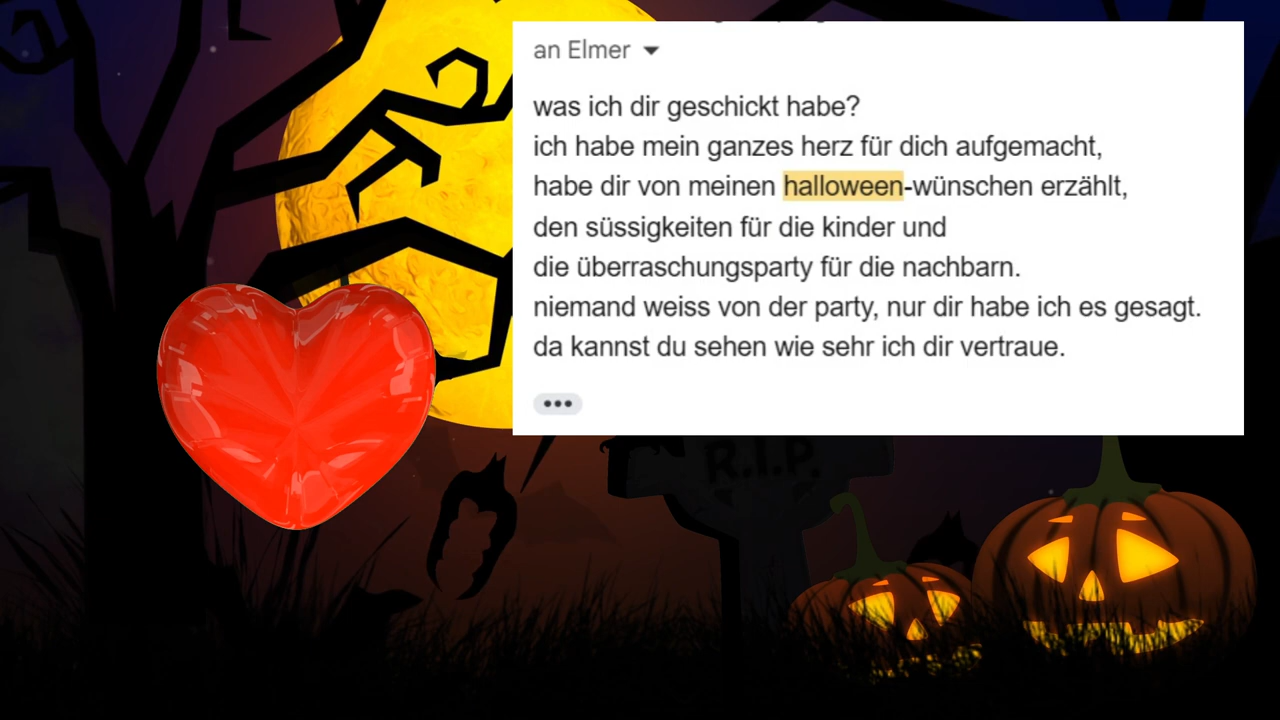 an Elmer
was ich dir geschickt habe?
ich habe mein ganzes herz für dich aufgemacht,
habe dir von meinen halloween-wünschen erzählt,
den süssigkeiten für die kinder und
die überraschungsparty für die nachbarn.
niemand weiss von der party, nur dir habe ich es gesagt.
da kannst du sehen wie sehr ich dir vertraue.
R.I.P.